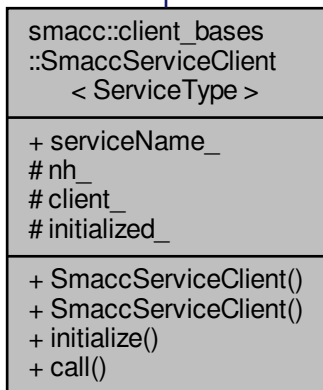 smacc::client_bases
::SmaccServiceClient
< ServiceType >
+ serviceName_
# nh_
# client_
# initialized_
+ SmaccServiceClient()
+ SmaccServiceClient()
+ initialize()
+ call()